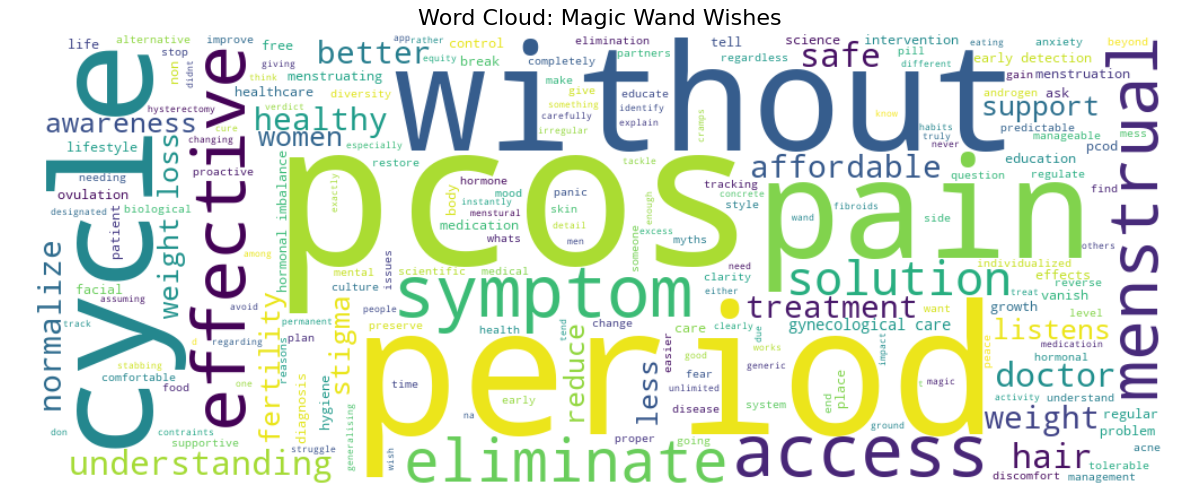 Word Cloud: Magic Wand Wishes
life
alternative
stop
didnt
improve
giving
non
hysterectomy
cycle
effective
free
think
menstruating
healthcare
verdict
diversity
cure
changing
better
app
rather
equity
control
break
elimination
completely
partners
make
give
educate
something
identify
carefully
explain
irregular
cramps
tell
regardless
science
safe
intervention
pill
different
early detection
eating
anxiety
gain
menstruation
beyond
androgen
ask
support
know
habits
truly
never
predictable
manageable
mess
menstrual
without
awareness
lifestyle
needing
proactive
ovulation
designated
biological
patient
weight loss
healthy
women
especially
restore
hormonal imbalance
exactly
among
pcos
pain
hormone
mood
instantly
body
menstural
medication
whats
panic
skin
detail
men
tackle
enough
someone
excess
myths
tracking
concrete
style
affordable
question
education
regulate
pcod
find
wand
fibroids
side
others
need
clarity
either
individualized
effects
reverse
treat
vanish
level
normalize
facial
assuming
track
avoid
regarding
permanent
reasons
plan
stabbing
d
comfortable
food
one
don
contraints
supportive
struggle
understanding
fertility
diagnosis
hygiene
generalising
stigma
mental
culture
issues
people
preserve
scientific
medical
symptom
solution
treatment
want
growth
gynecological care
listens
peace
medicatioin
hormonal
doctor
activity
understand
health
change
care
clearly
due
works
impact
good
fear
easier
unlimited
generic
magic
t
disease
system
end
place
ground
time
tend
early
na
wish
reduce
less
proper
going
period
eliminate
access
weight
hair
regular
problem
acne
tolerable
discomfort
management